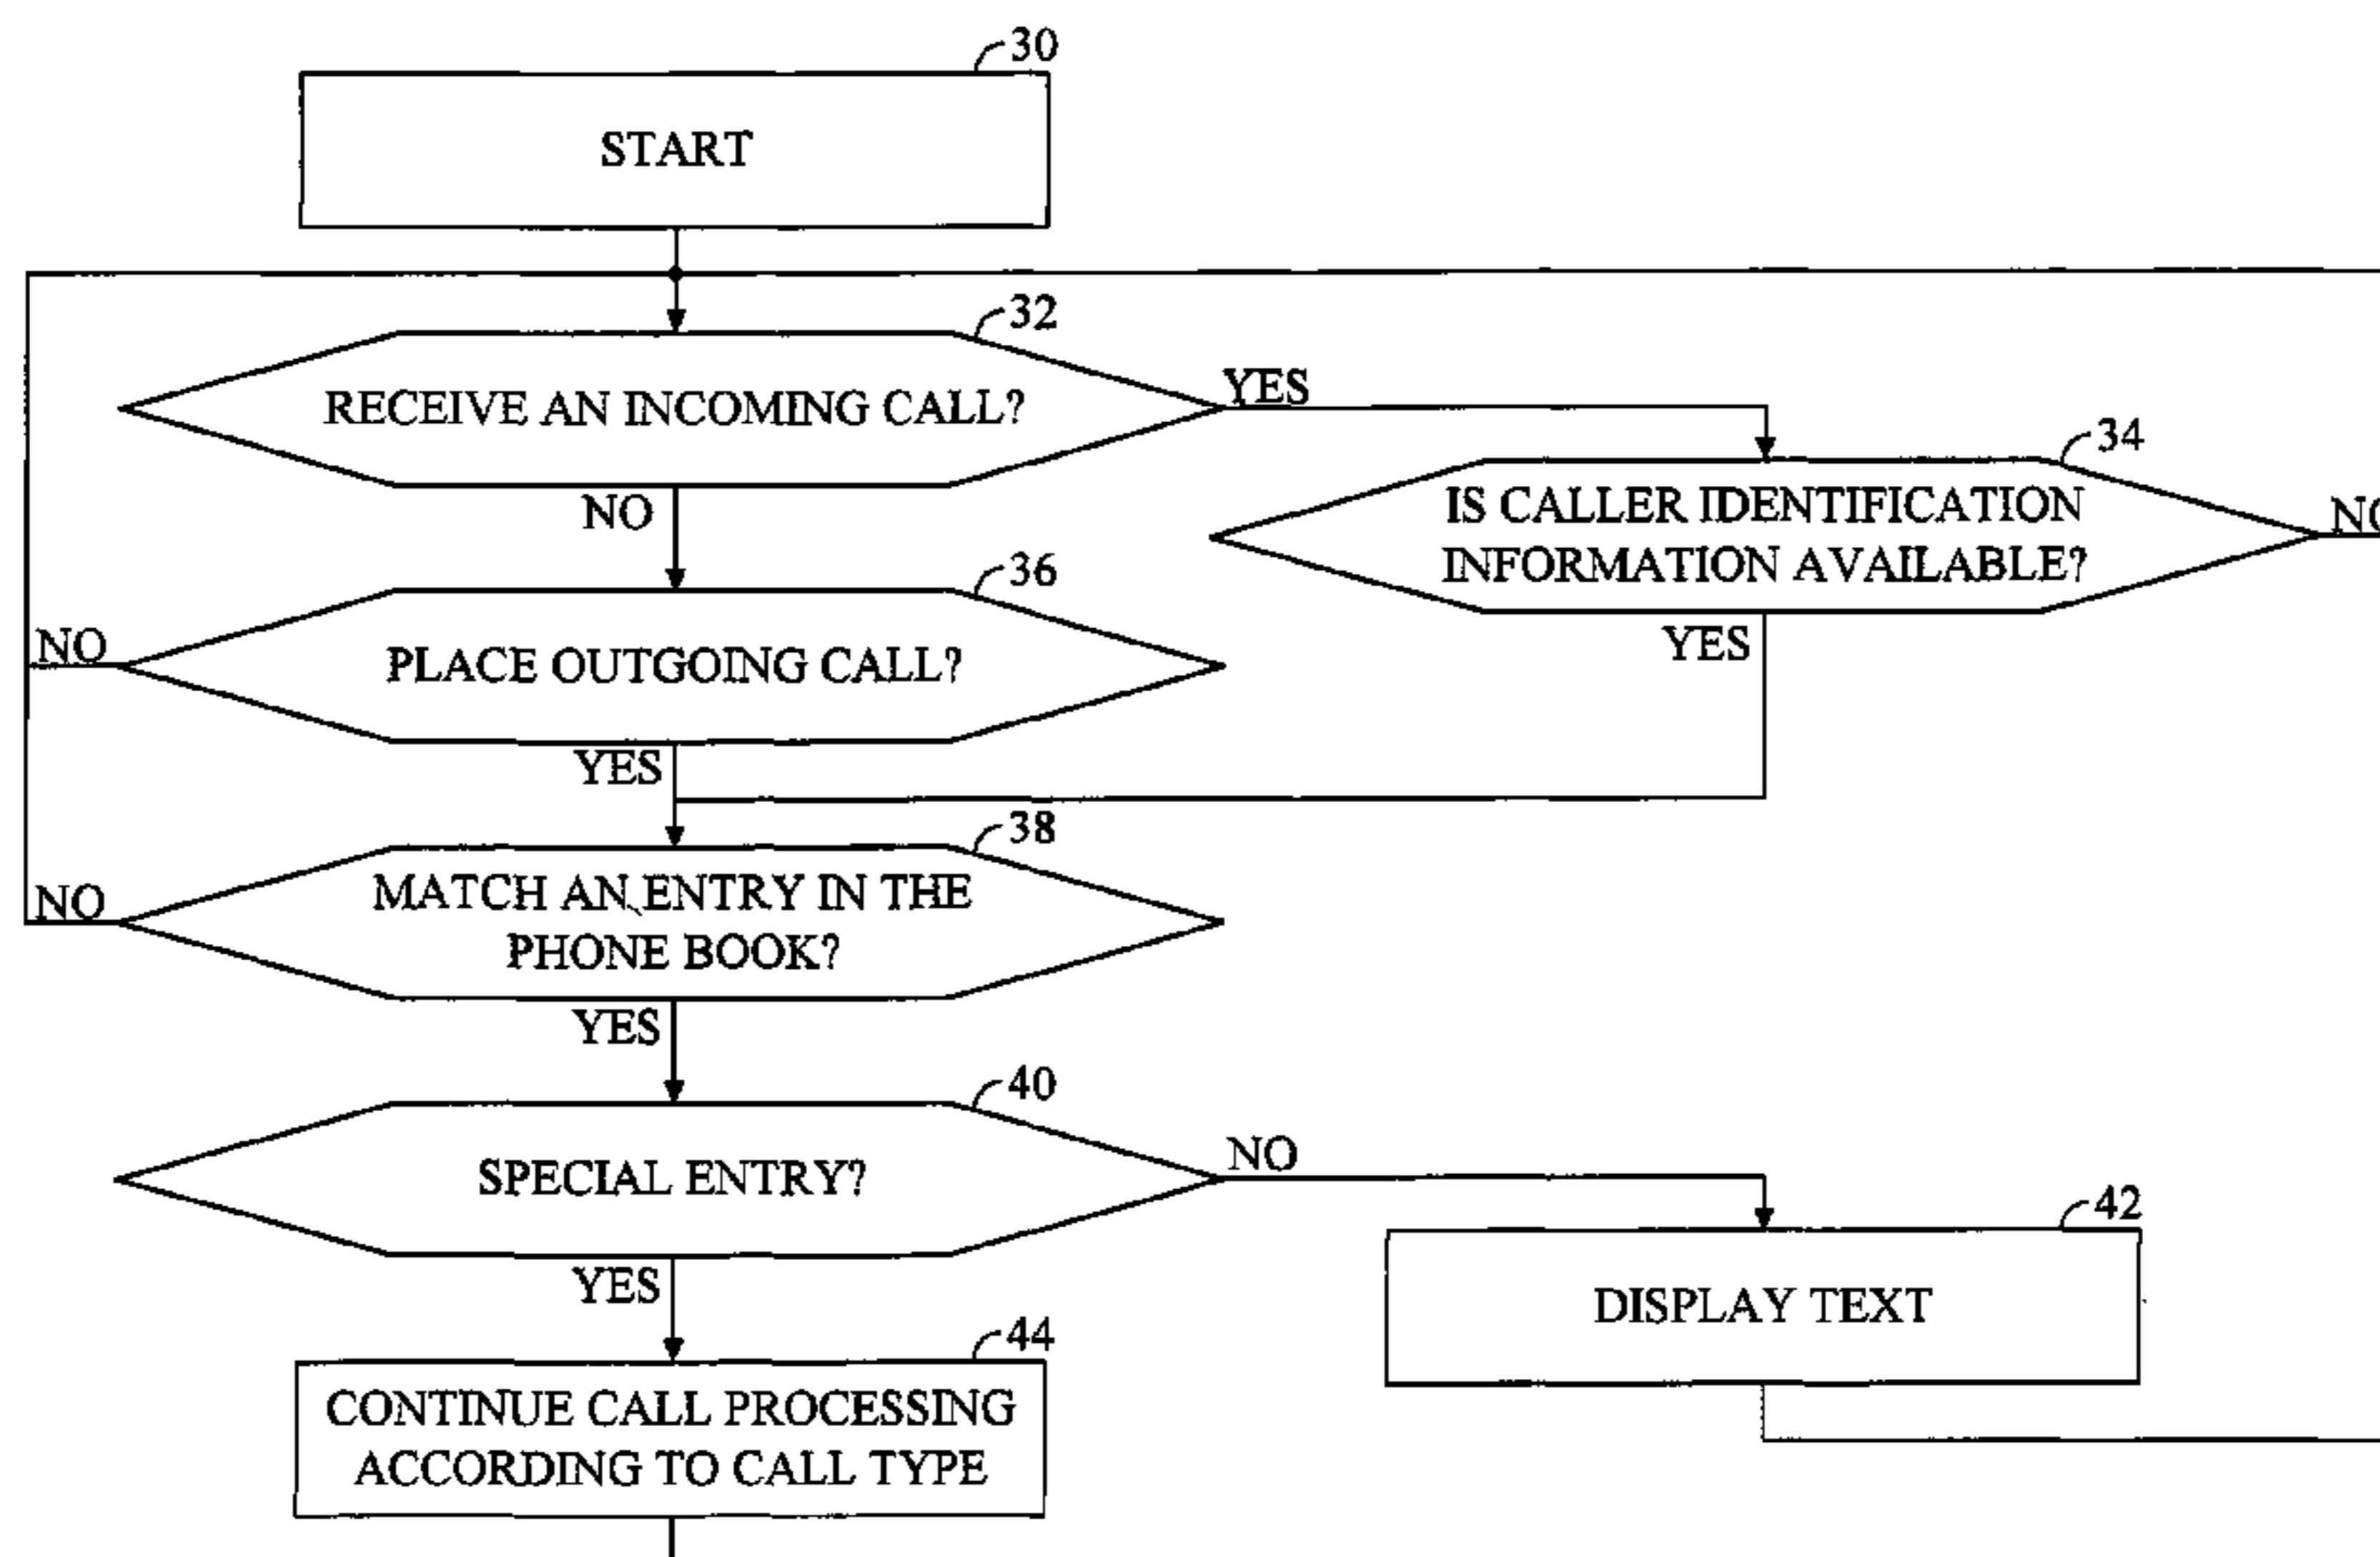 30
START
32
RECEIVE AN INCOMING CALL?
YES
34
IS CALLER IDENTIFICATION
INFORMATION AVAILABLE?
NO
NO
YES
36
PLACE OUTGOING CALL?
NO
YES
38
MATCH AN ENTRY IN THE
PHONE BOOK?
NO
YES
40
SPECIAL ENTRY?
NO
42
DISPLAY TEXT
YES
44
CONTINUE CALL PROCESSING
ACCORDING TO CALL TYPE